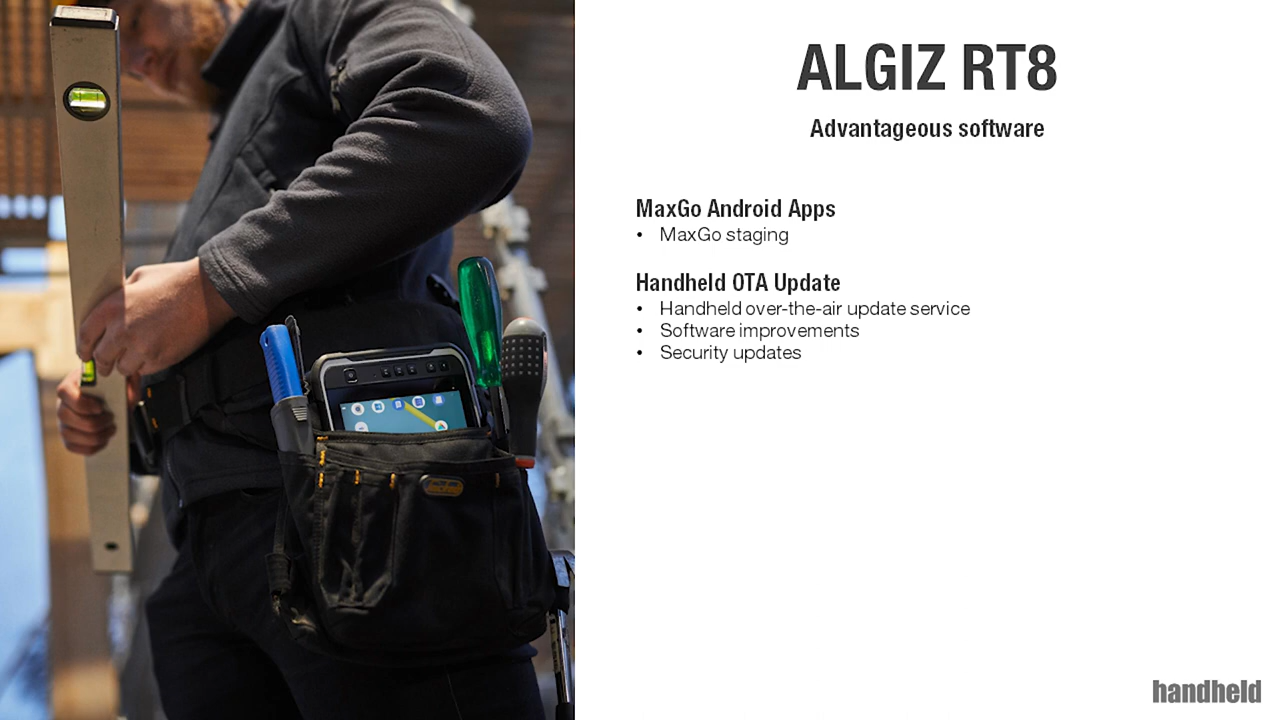 ALGIZ RT8
Advantageous software
MaxGo Android Apps
• MaxGo staging
Handheld OTA Update
• Handheld over-the-air update service
• Software improvements
• Security updates
handheld